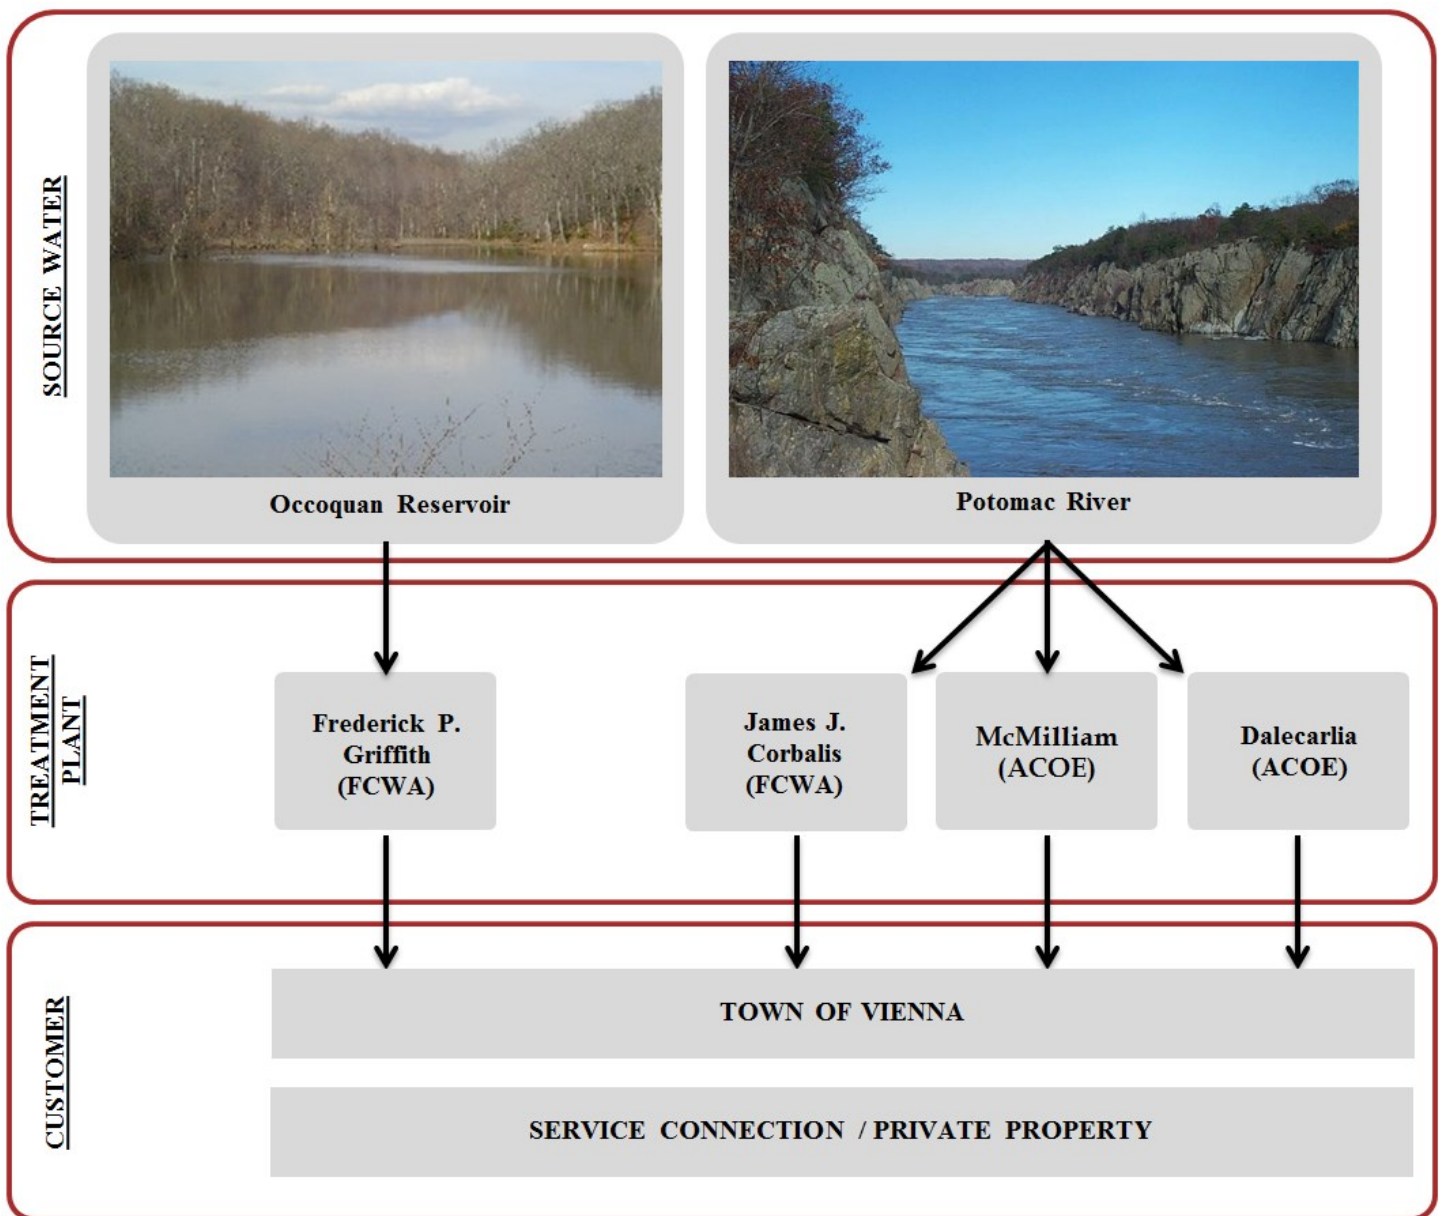 SOURCE WATER
Occoquan Reservoir
Potomac River
TREATMENT
PLANT
Frederick P.
Griffith
(FCWA)
James J.
Corbalis
(FCWA)
McMilliam
(ACOE)
Dalecarlia
(ACOE)
CUSTOMER
TOWN OF VIENNA
SERVICE CONNECTION / PRIVATE PROPERTY